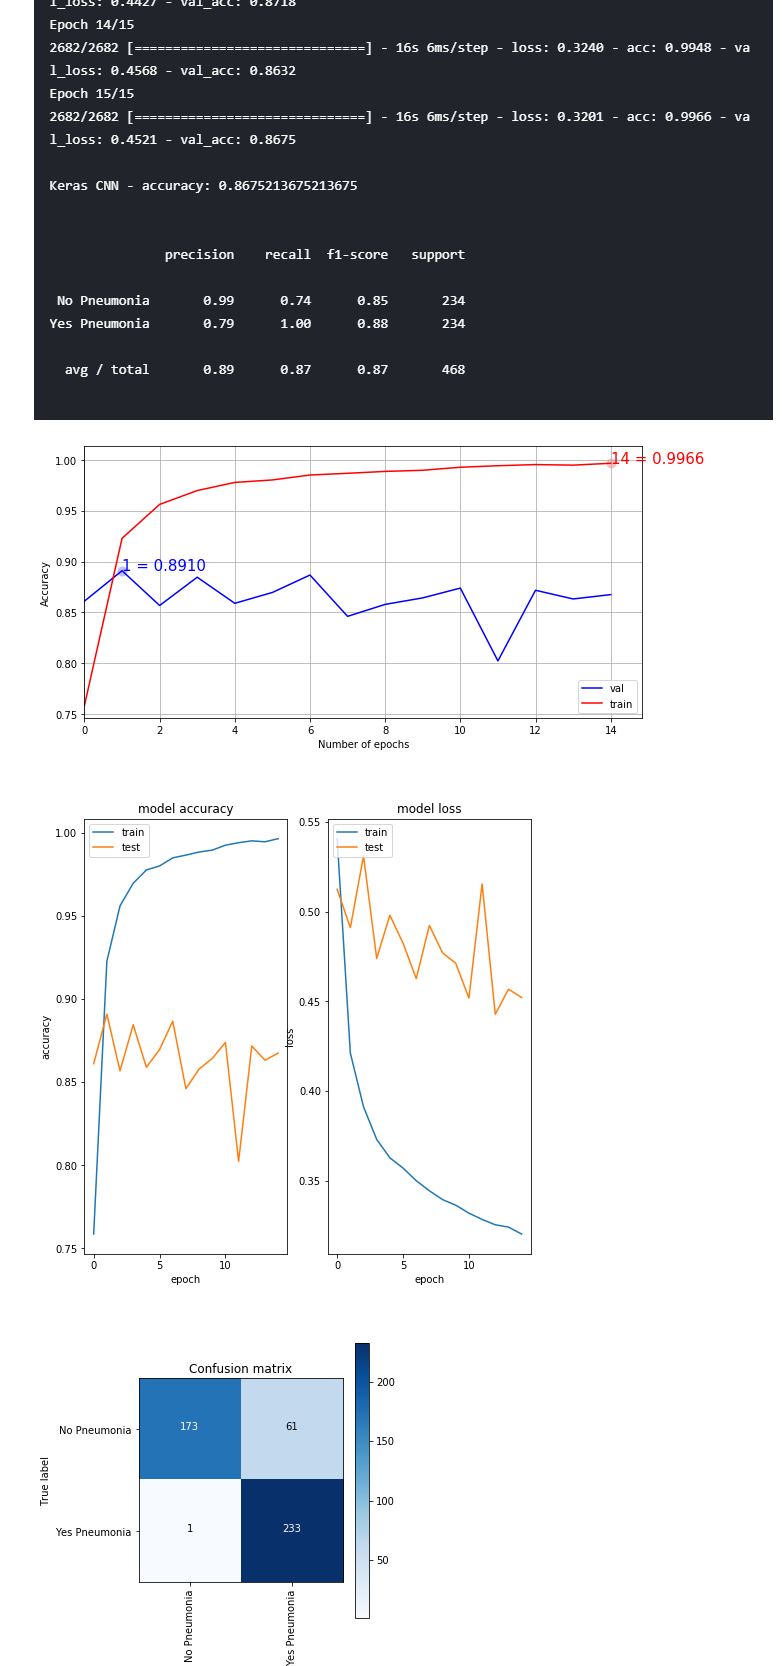 l_loss: 0.4427 - val_acc: 0.8718
Epoch 14/15
2682/2682 [==============================] - 16s 6ms/step - loss: 0.3240 - acc: 0.9948 - va
l_loss: 0.4568 - val_acc: 0.8632
Epoch 15/15
2682/2682 [==============================] - 16s 6ms/step - loss: 0.3201 - acc: 0.9966 - va
l_loss: 0.4521 - val_acc: 0.8675
Keras CNN - accuracy: 0.8675213675213675
precision recall f1-score support
No Pneumonia 0.99 0.74 0.85 234
Yes Pneumonia 0.79 1.00 0.88 234
avg / total 0.89 0.87 0.87 468
1.00
0.95
0.90
0.85
0.80
0.75
Accuracy
14 = 0.9966
1 = 0.8910
val
train
0 2 4 6 8 10 12 14
Number of epochs
model accuracy
train
test
1.00
0.95
0.90
0.85
0.80
0.75
accuracy
0 5 10
epoch
model loss
train
test
0.55
0.50
0.45
0.40
0.35
loss
0 5 10
epoch
Confusion matrix
True label
No Pneumonia 173 61
Yes Pneumonia 1 233
No Pneumonia
Yes Pneumonia
200
150
100
50